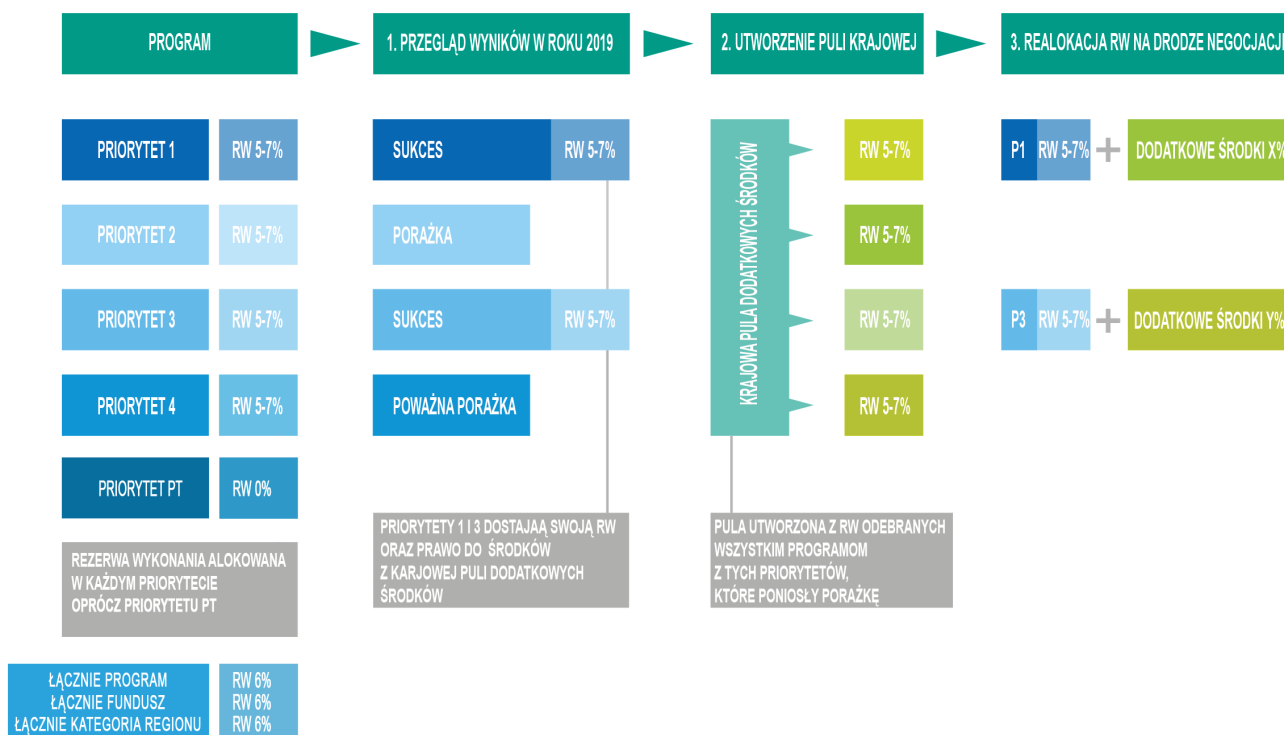 PROGRAM
1. PRZEGLĄD WYNIKÓW W ROKU 2019
2. UTWORZENIE PULI KRAJOWEJ
3. REALOKACJA RW NA DRODZE NEGOCJACJI
PRIORYTET 1
RW 5-7%
PRIORYTET 2
RW 5-7%
PRIORYTET 3
RW 5-7%
PRIORYTET 4
RW 5-7%
PRIORYTET PT
RW 0%
REZERWA WYKONANIA ALOKOWANA
W KAŻDYM PRIORYTECIE
OPRÓCZ PRIORYTETU PT
ŁĄCZNIE PROGRAM
RW 6%
ŁĄCZNIE FUNDUSZ
RW 6%
ŁĄCZNIE KATEGORIA REGIONU
RW 6%
SUKCES
RW 5-7%
PORAŻKA
SUKCES
RW 5-7%
POWAŻNA PORAŻKA
PRIORYTETY 1 I 3 DOSTAJAĄ SWOJĄ RW
ORAZ PRAWO DO ŚRODKÓW
Z KARJOWEJ PULI DODATKOWYCH
ŚRODKÓW
KRAJOWA PULA DODATKOWYCH ŚRODKÓW
RW 5-7%
RW 5-7%
RW 5-7%
RW 5-7%
PULA UTWORZONA Z RW ODEBRANYCH
WSZYSTKIM PROGRAMOM
Z TYCH PRIORYTETÓW,
KTÓRE PONIOSŁY PORAŻKĘ
P1
RW 5-7%
+
DODATKOWE ŚRODKI X%
P3
RW 5-7%
+
DODATKOWE ŚRODKI Y%